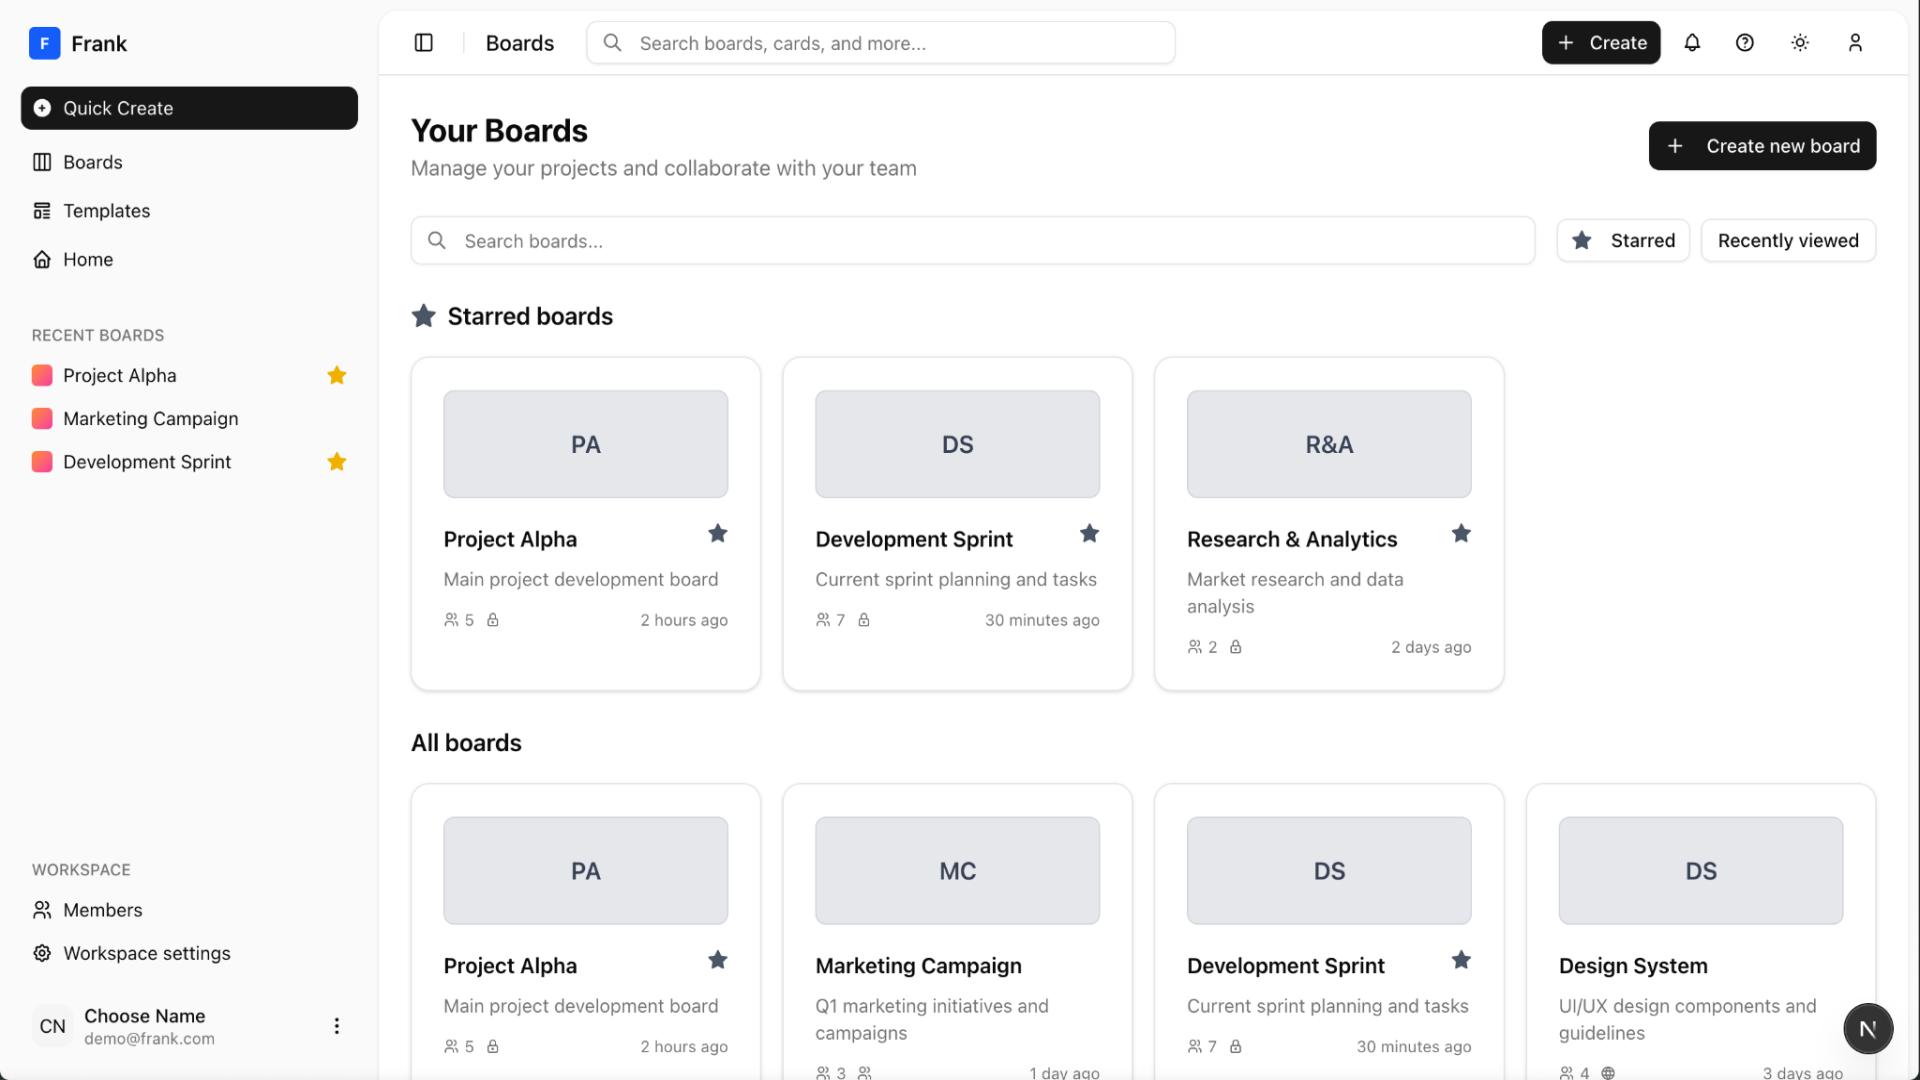 F Frank
Quick Create
Boards
Templates
Home
RECENT BOARDS
Project Alpha
Marketing Campaign
Development Sprint
WORKSPACE
Members
Workspace settings
CN
Choose Name
demo@frank.com
Boards
Search boards, cards, and more...
Create
Your Boards
Manage your projects and collaborate with your team
Create new board
Search boards...
Starred
Recently viewed
Starred boards
PA
Project Alpha
Main project development board
5
2 hours ago
DS
Development Sprint
Current sprint planning and tasks
7
30 minutes ago
R&A
Research & Analytics
Market research and data
analysis
2
2 days ago
All boards
PA
Project Alpha
Main project development board
5
2 hours ago
MC
Marketing Campaign
Q1 marketing initiatives and
campaigns
3
1 day ago
DS
Development Sprint
Current sprint planning and tasks
7
30 minutes ago
DS
Design System
UI/UX design components and
guidelines
4
3 days ago
N